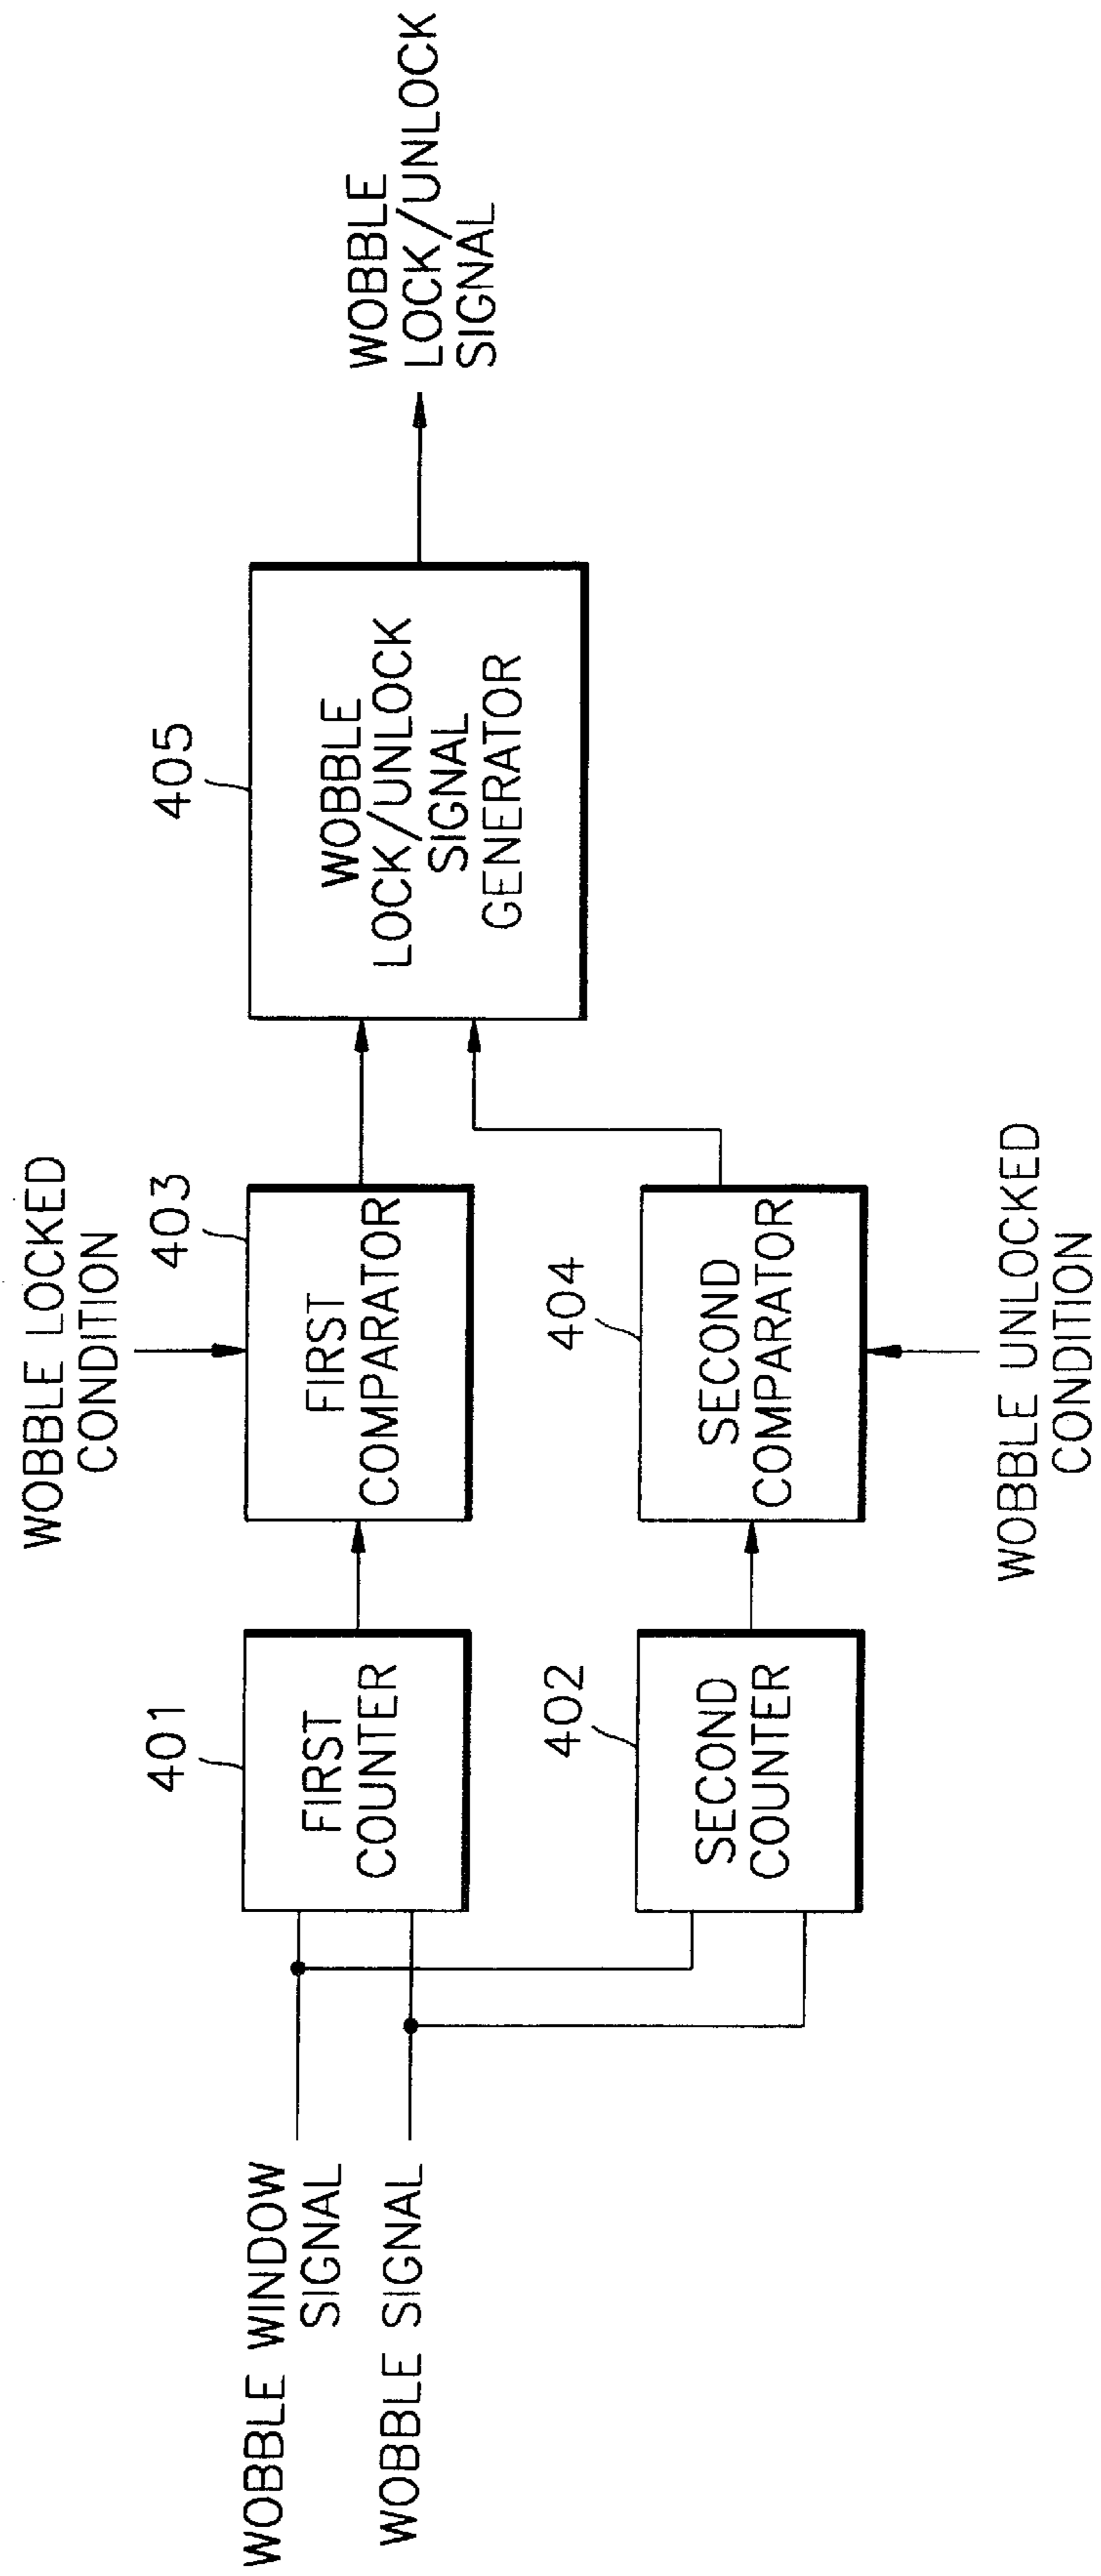 WOBBLE WINDOW
SIGNAL
WOBBLE SIGNAL
401
FIRST
COUNTER
402
SECOND
COUNTER
WOBBLE LOCKED
CONDITION
403
FIRST
COMPARATOR
404
SECOND
COMPARATOR
WOBBLE UNLOCKED
CONDITION
405
WOBBLE
LOCK/UNLOCK
SIGNAL
GENERATOR
WOBBLE
LOCK/UNLOCK
SIGNAL